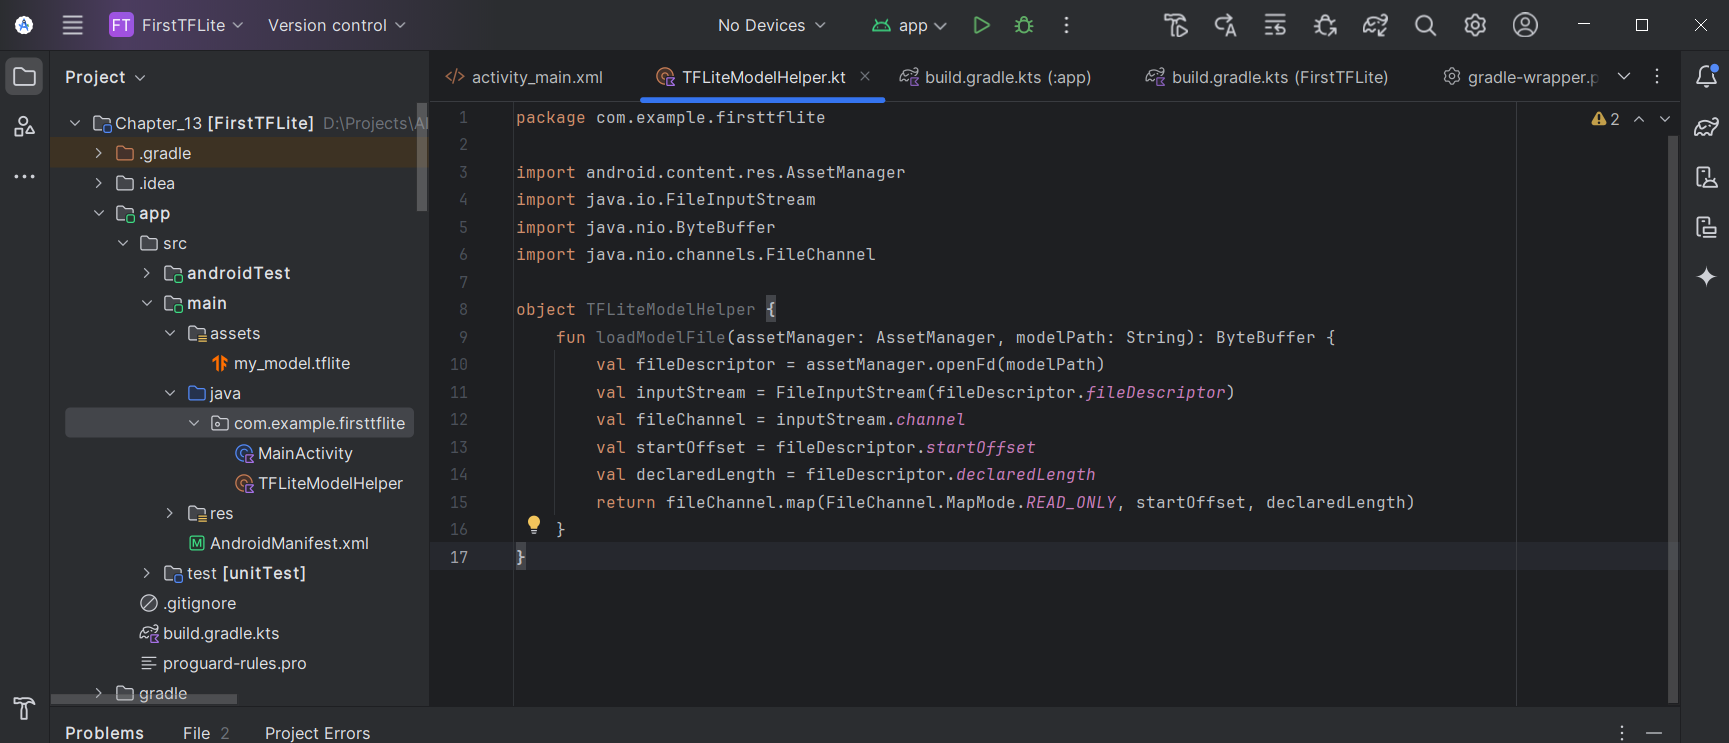 FT FirstTFLite Version control No Devices app
Project
Chapter_13 [FirstTFLite] D:\Projects\
.gradle
.idea
app
src
androidTest
main
assets
my_model.tflite
java
com.example.firsttflite
MainActivity
TFLiteModelHelper
res
AndroidManifest.xml
test [unitTest]
.gitignore
build.gradle.kts
proguard-rules.pro
gradle
activity_main.xml TFLiteModelHelper.kt build.gradle.kts (:app) build.gradle.kts (FirstTFLite) gradle-wrapper.p
2
1 package com.example.firsttflite
2
3 import android.content.res.AssetManager
4 import java.io.FileInputStream
5 import java.nio.ByteBuffer
6 import java.nio.channels.FileChannel
7
8 object TFLiteModelHelper {
9 fun loadModelFile(assetManager: AssetManager, modelPath: String): ByteBuffer {
10 val fileDescriptor = assetManager.openFd(modelPath)
11 val inputStream = FileInputStream(fileDescriptor.fileDescriptor)
12 val fileChannel = inputStream.channel
13 val startOffset = fileDescriptor.startOffset
14 val declaredLength = fileDescriptor.declaredLength
15 return fileChannel.map(FileChannel.MapMode.READ_ONLY, startOffset, declaredLength)
16 }
17 }
Problems File 2 Project Errors